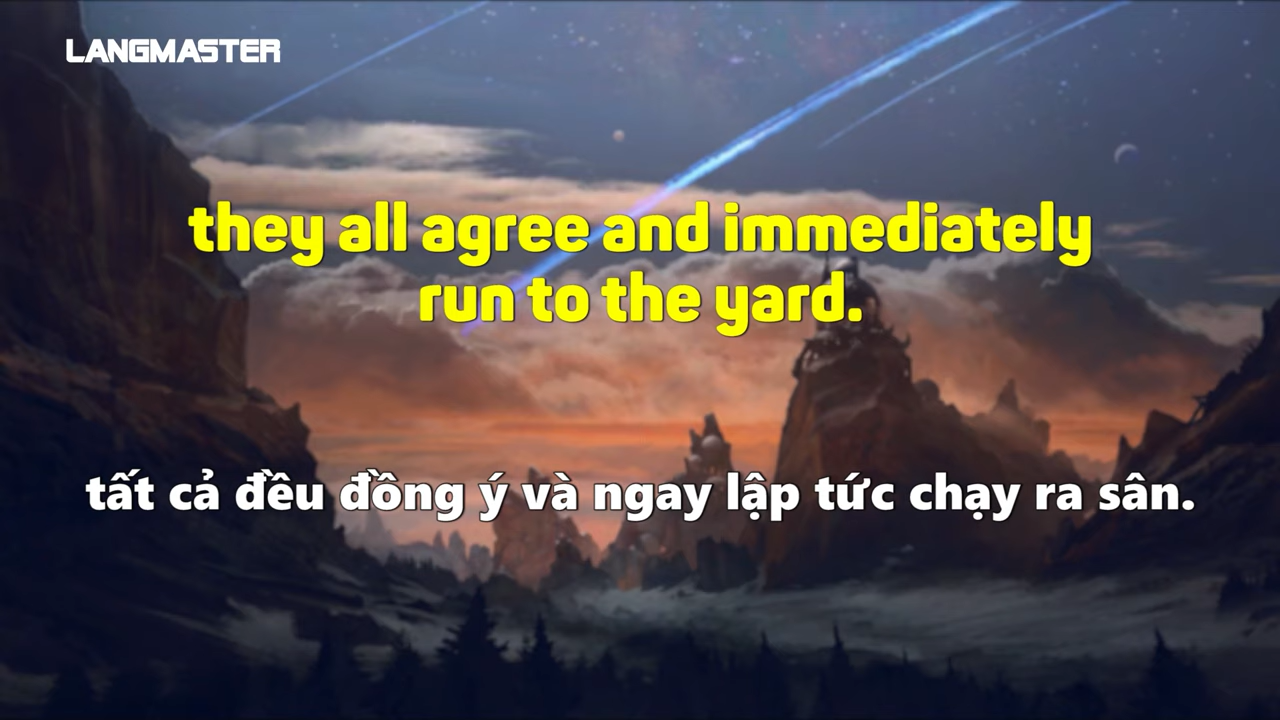 LANGMASTER
they all agree and immediately
run to the yard.
tất cả đều đồng ý và ngay lập tức chạy ra sân.